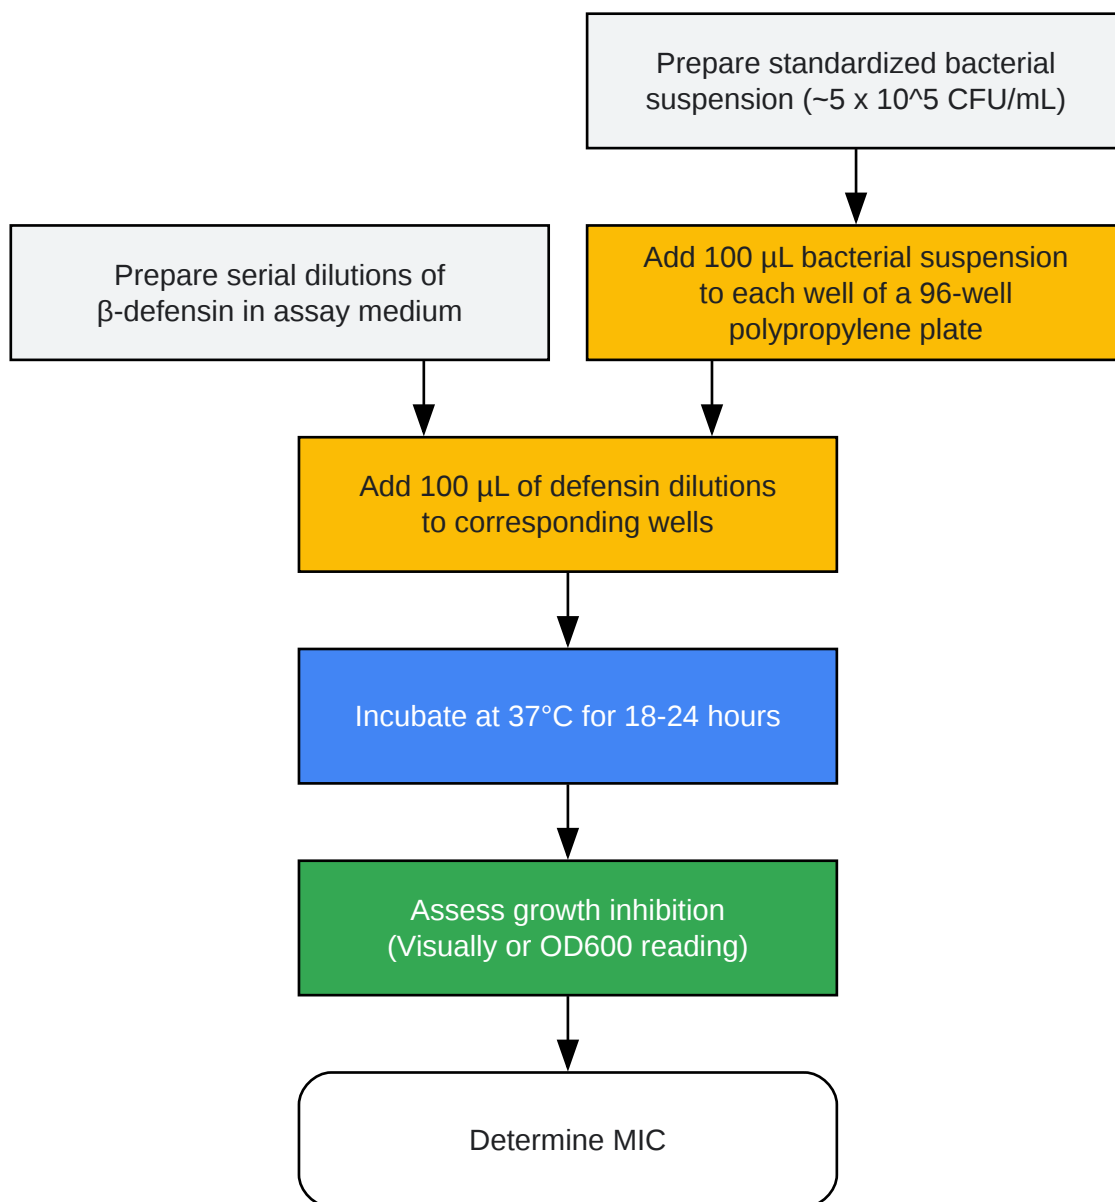 Prepare standardized bacterial
suspension (~5 x 10^5 CFU/mL)
Prepare serial dilutions of
β-defensin in assay medium
Add 100 µL bacterial suspension
to each well of a 96-well
polypropylene plate
Add 100 µL of defensin dilutions
to corresponding wells
Incubate at 37°C for 18-24 hours
Assess growth inhibition
(Visually or OD600 reading)
Determine MIC